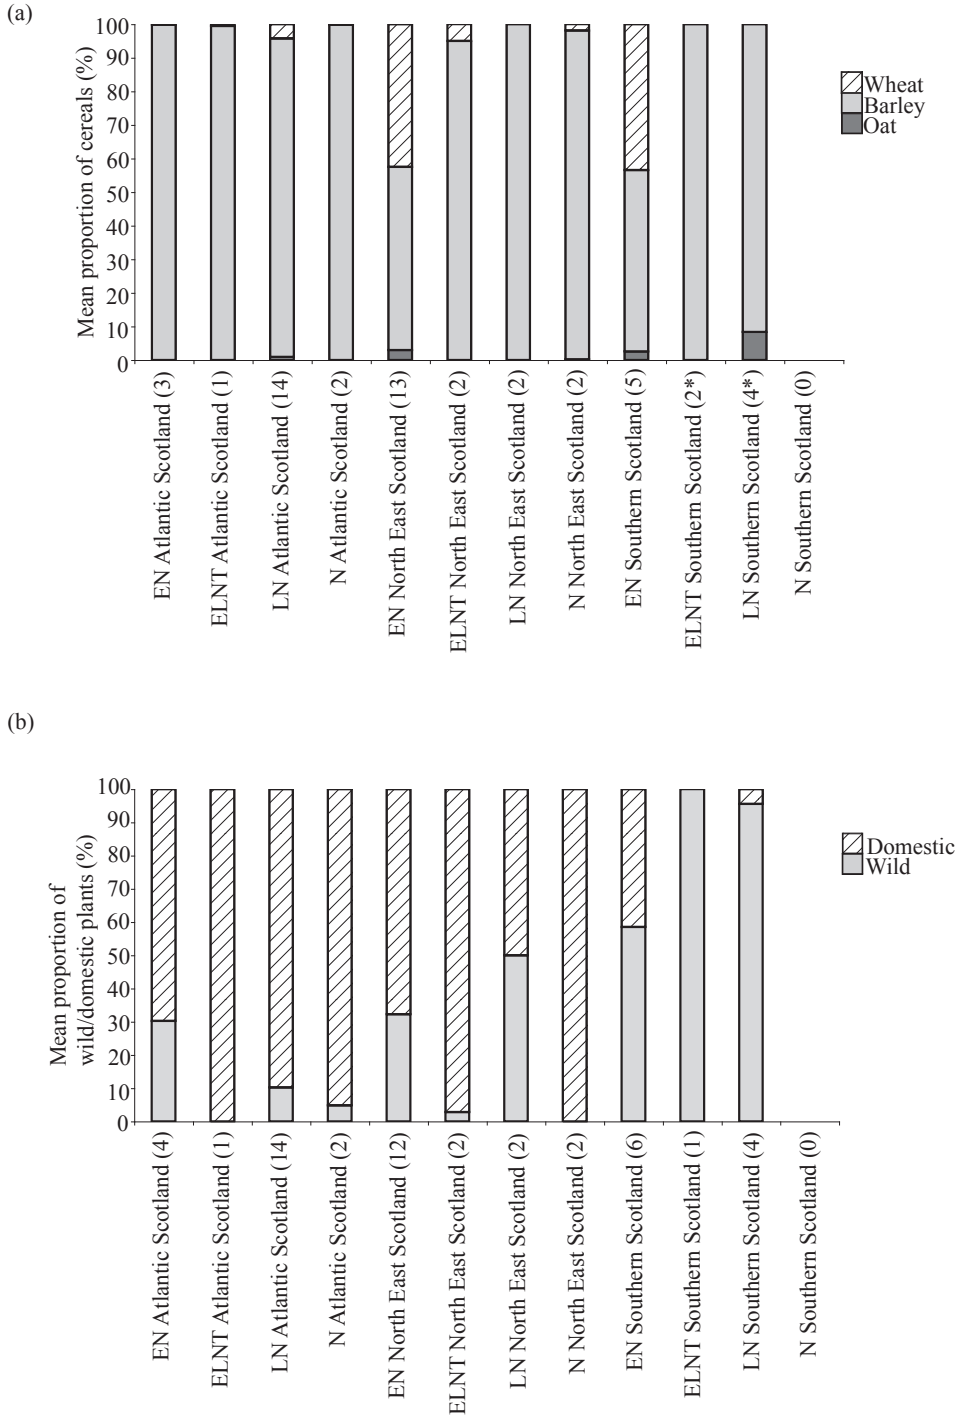 (a)
Mean proportion of cereals (%)
100
90
80
70
60
50
40
30
20
10
0
Wheat
Barley
Oat
EN Atlantic Scotland (3)
ELNT Atlantic Scotland (1)
LN Atlantic Scotland (14)
N Atlantic Scotland (2)
EN North East Scotland (13)
ELNT North East Scotland (2)
LN North East Scotland (2)
N North East Scotland (2)
EN Southern Scotland (5)
ELNT Southern Scotland (2*)
LN Southern Scotland (4*)
N Southern Scotland (0)
(b)
Mean proportion of
wild/domestic plants (%)
100
90
80
70
60
50
40
30
20
10
0
Domestic
Wild
EN Atlantic Scotland (4)
ELNT Atlantic Scotland (1)
LN Atlantic Scotland (14)
N Atlantic Scotland (2)
EN North East Scotland (12)
ELNT North East Scotland (2)
LN North East Scotland (2)
N North East Scotland (2)
EN Southern Scotland (6)
ELNT Southern Scotland (1)
LN Southern Scotland (4)
N Southern Scotland (0)